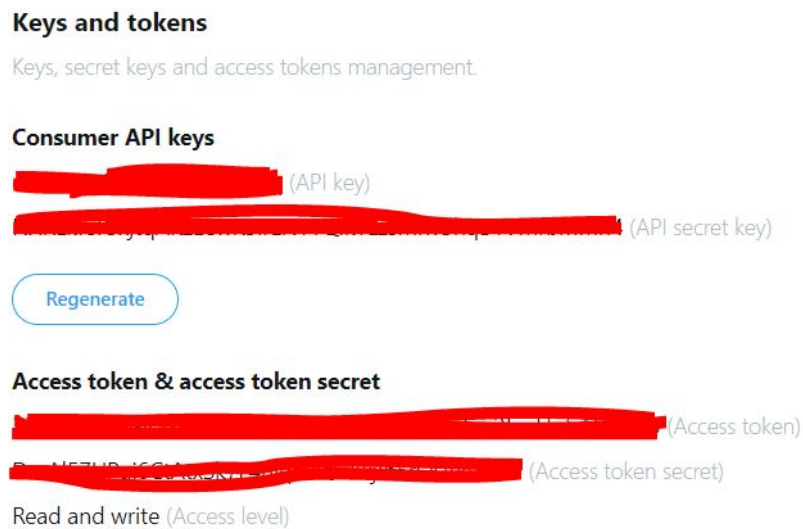 Keys and tokens
Keys, secret keys and access tokens management.
Consumer API keys
(API key)
(API secret key)
Regenerate
Access token & access token secret
(Access token)
(Access token secret)
Read and write (Access level)